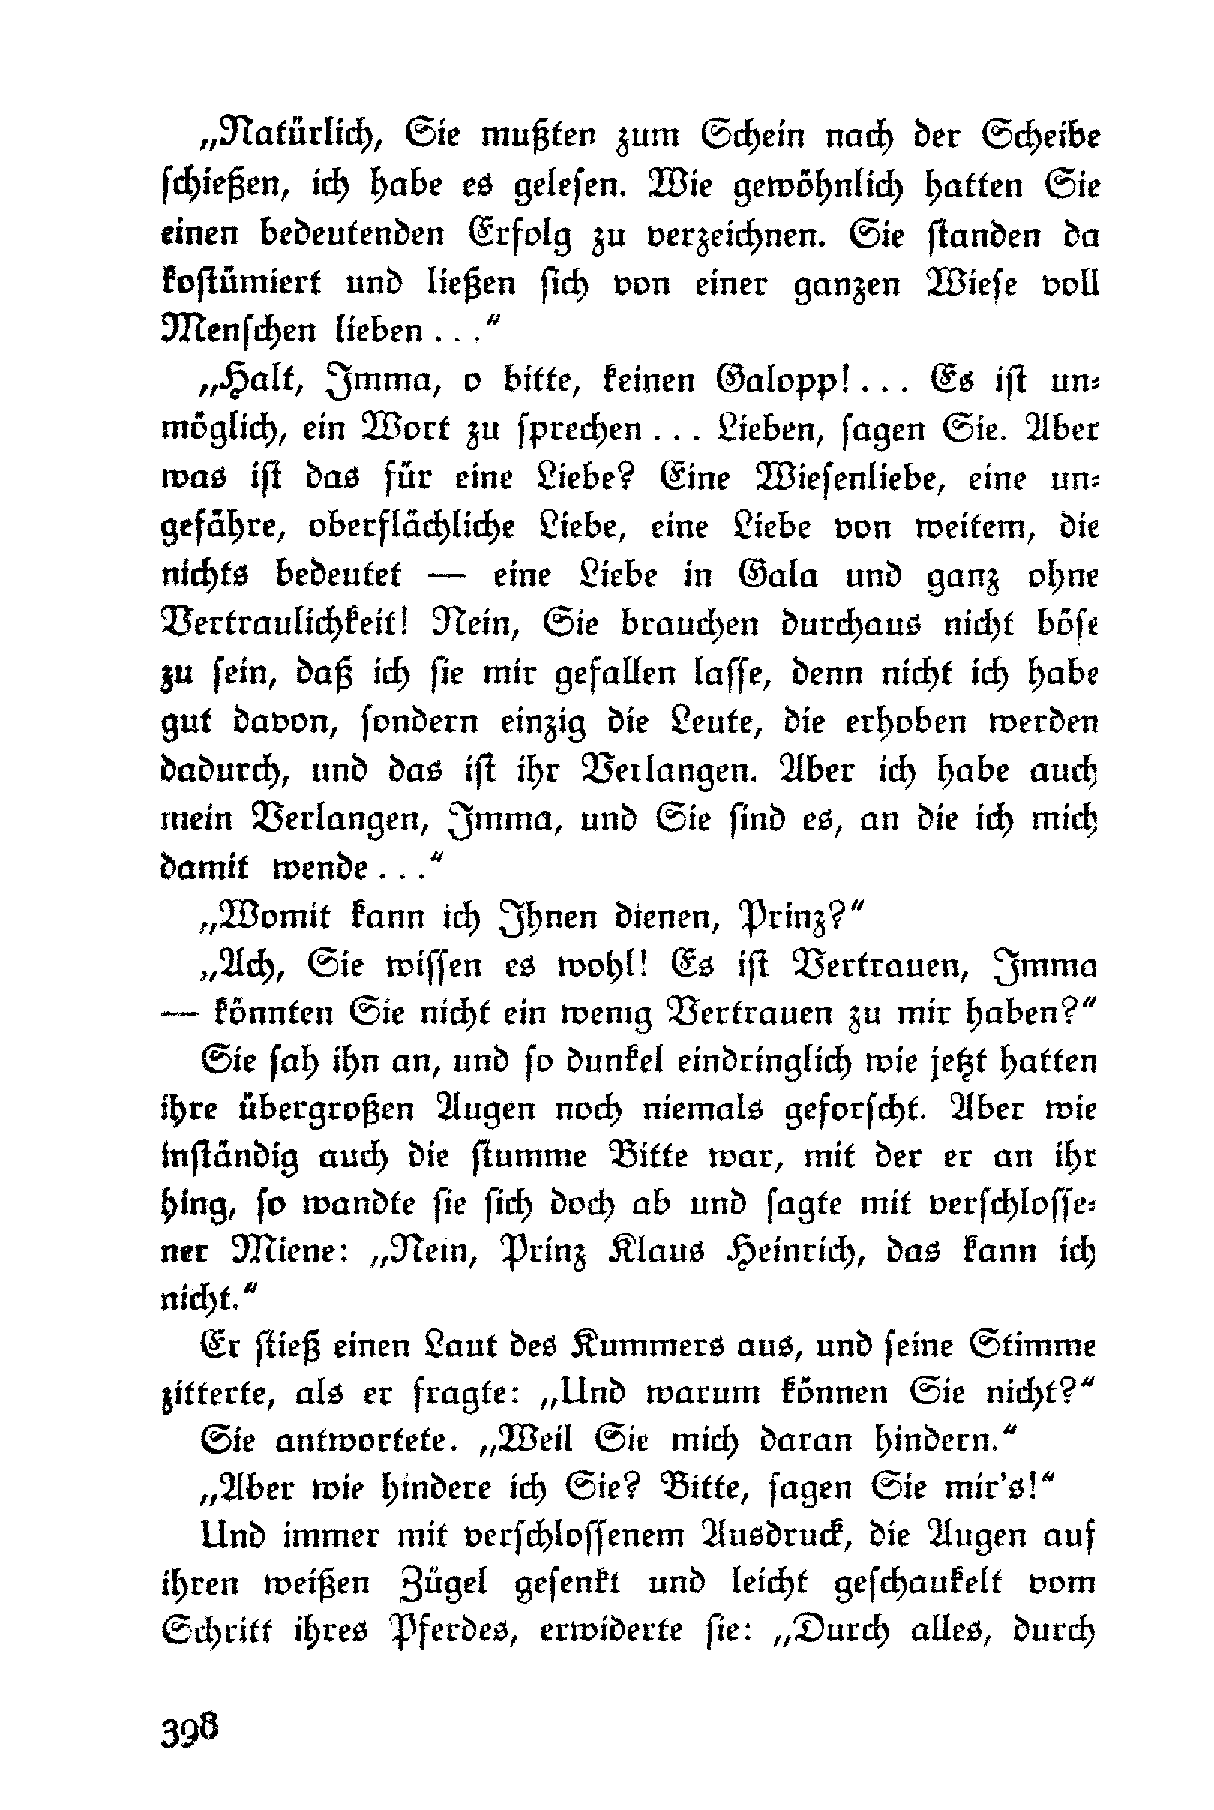 „Natürlich, Sie mußten zum Schein nach der Scheibe
schießen, ich habe es gelesen. Wie gewöhnlich hatten Sie
einen bedeutenden Erfolg zu verzeichnen. Sie standen da
kostümiert und ließen sich von einer ganzen Wiese voll
Menschen lieben . . .“
„Halt, Imma, o bitte, keinen Galopp! . . . Es ist un-
möglich, ein Wort zu sprechen . . . Lieben, sagen Sie. Aber
was ist das für eine Liebe? Eine Wiesenliebe, eine un-
gefähre, oberflächliche Liebe, eine Liebe von weitem, die
nichts bedeutet — eine Liebe in Gala und ganz ohne
Vertraulichkeit! Nein, Sie brauchen durchaus nicht böse
zu sein, daß ich sie mir gefallen lasse, denn nicht ich habe
gut davon, sondern einzig die Leute, die erhoben werden
dadurch, und das ist ihr Verlangen. Aber ich habe auch
mein Verlangen, Imma, und Sie sind es, an die ich mich
damit wende . . .“
„Womit kann ich Ihnen dienen, Prinz?“
„Ach, Sie wissen es wohl! Es ist Vertrauen, Imma
— könnten Sie nicht ein wenig Vertrauen zu mir haben?“
Sie sah ihn an, und so dunkel eindringlich wie jetzt hatten
ihre übergroßen Augen noch niemals geforscht. Aber wie
inständig auch die stumme Bitte war, mit der er an ihr
hing, so wandte sie sich doch ab und sagte mit verschlosse-
ner Miene: „Nein, Prinz Klaus Heinrich, das kann ich
nicht.“
Er stieß einen Laut des Kummers aus, und seine Stimme
zitterte, als er fragte: „Und warum können Sie nicht?“
Sie antwortete. „Weil Sie mich daran hindern.“
„Aber wie hindere ich Sie? Bitte, sagen Sie mir's!“
Und immer mit verschlossenem Ausdruck, die Augen auf
ihren weißen Zügel gesenkt und leicht geschaukelt vom
Schritt ihres Pferdes, erwiderte sie: „Durch alles, durch
398